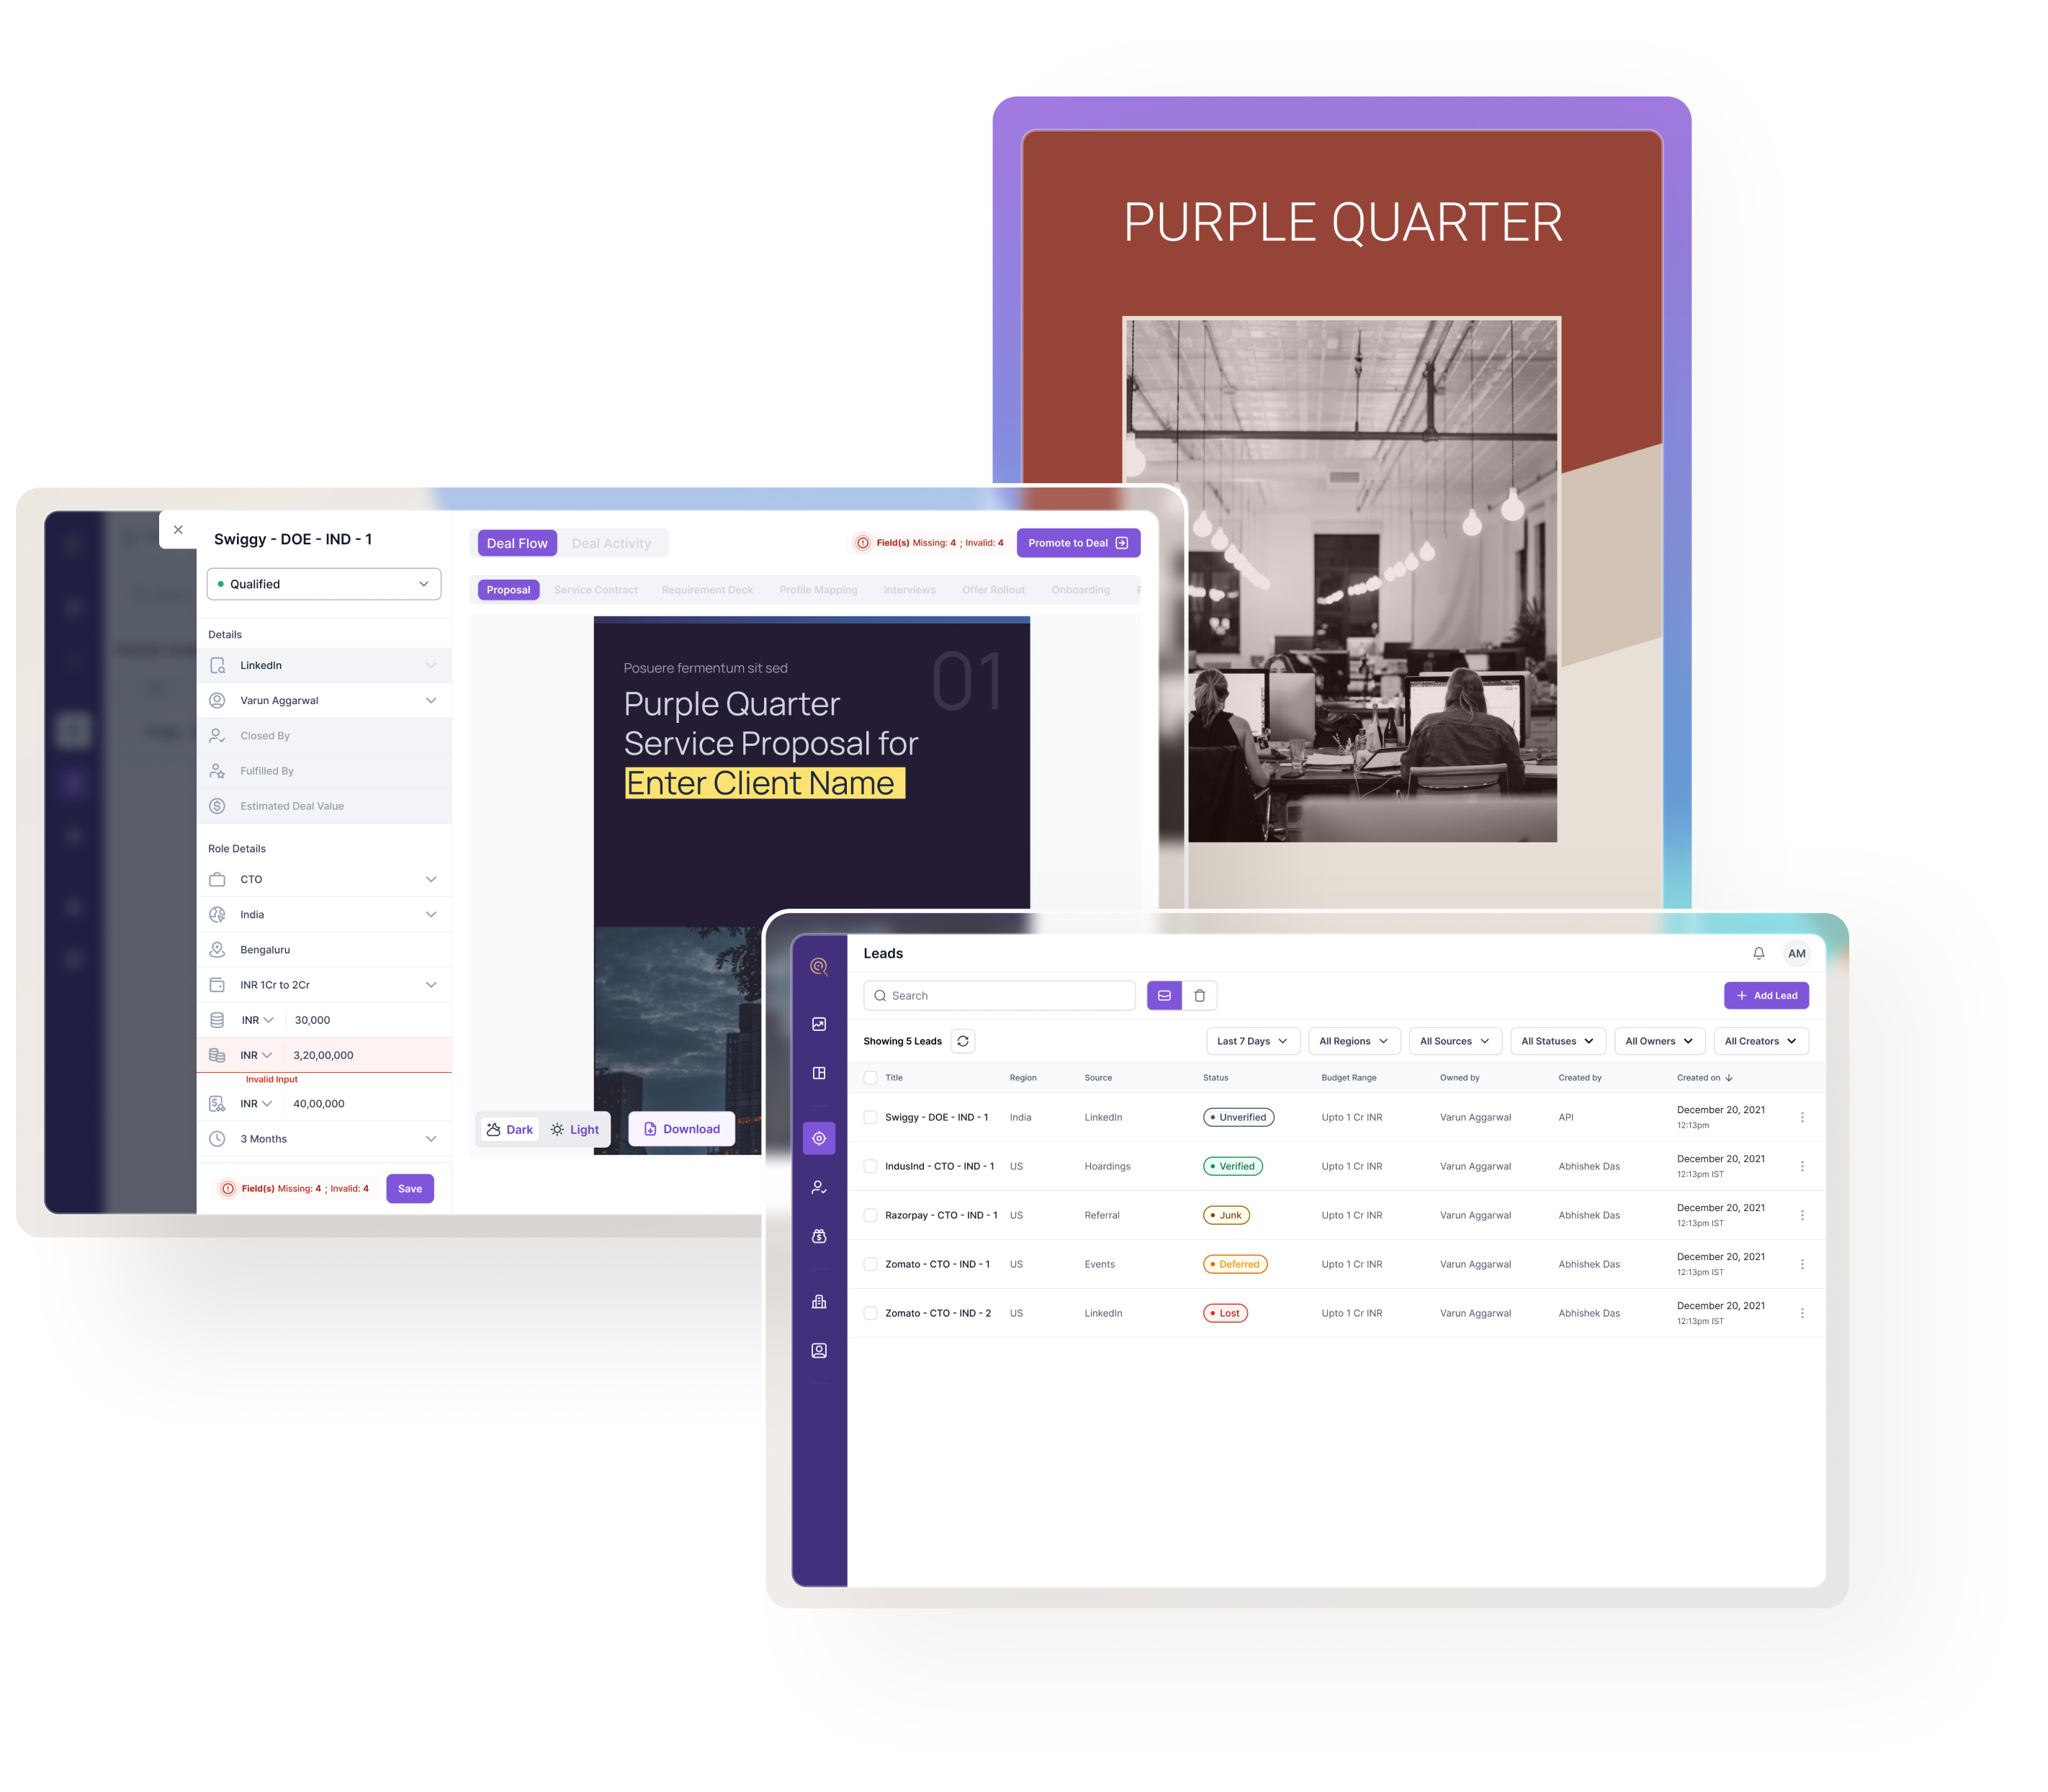 PURPLE QUARTER
Swiggy - DOE - IND - 1
Qualified
Details
LinkedIn
Varun Aggarwal
Closed By
Fulfilled By
Estimated Deal Value
Role Details
CTO
India
Bengaluru
INR 1Cr to 2Cr
INR 30,000
INR 3,20,00,000
Invalid Input
INR 40,00,000
3 Months
Field(s) Missing: 4 ; Invalid: 4 Save
Deal Flow Deal Activity Field(s) Missing: 4 ; Invalid: 4 Promote to Deal
Proposal Service Contract Requirement Deck Profile Mapping Interviews Offer Rollout Onboarding
Posuere fermentum sit sed
01
Purple Quarter
Service Proposal for
Enter Client Name
Dark Light Download
Leads AM
Search Add Lead
Showing 5 Leads Last 7 Days All Regions All Sources All Statuses All Owners All Creators
Title Region Source Status Budget Range Owned by Created by Created on
Swiggy - DOE - IND - 1 India LinkedIn Unverified Upto 1 Cr INR Varun Aggarwal API December 20, 2021
12:13pm
IndusInd - CTO - IND - 1 US Hoardings Verified Upto 1 Cr INR Varun Aggarwal Abhishek Das December 20, 2021
12:13pm IST
Razorpay - CTO - IND - 1 US Referral Junk Upto 1 Cr INR Varun Aggarwal Abhishek Das December 20, 2021
12:13pm IST
Zomato - CTO - IND - 1 US Events Deferred Upto 1 Cr INR Varun Aggarwal Abhishek Das December 20, 2021
12:13pm IST
Zomato - CTO - IND - 2 US LinkedIn Lost Upto 1 Cr INR Varun Aggarwal Abhishek Das December 20, 2021
12:13pm IST